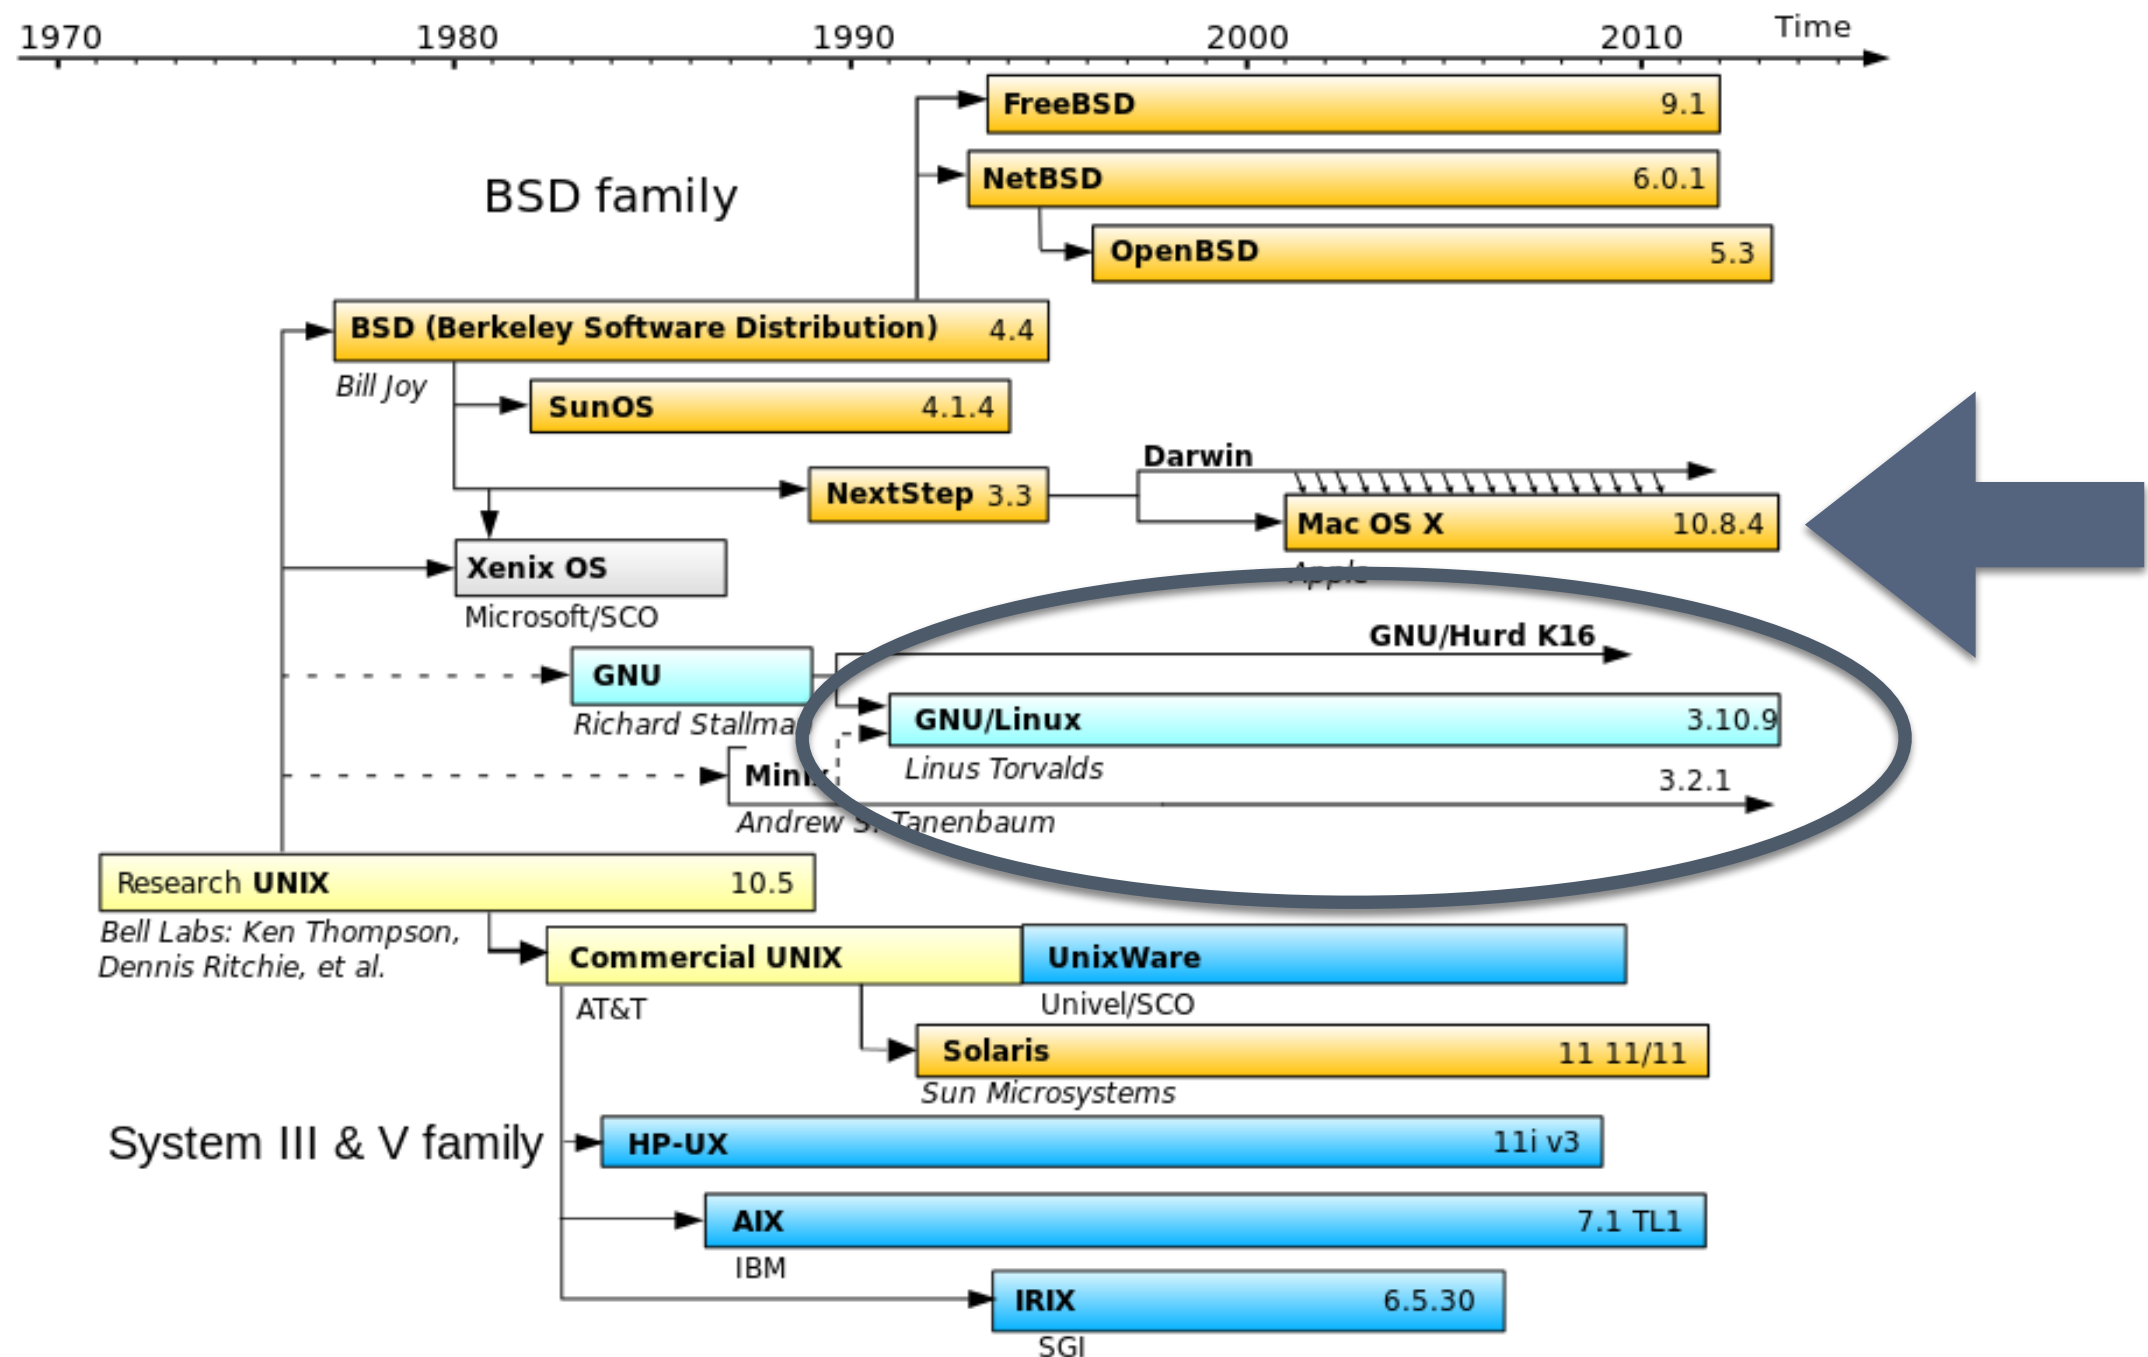 1970 1980 1990 2000 2010 Time
FreeBSD 9.1
BSD family
NetBSD 6.0.1
OpenBSD 5.3
BSD (Berkeley Software Distribution) 4.4
Bill Joy
SunOS 4.1.4
Darwin
NextStep 3.3
Mac OS X 10.8.4
Apple
Xenix OS
Microsoft/SCO
GNU/Hurd K16
GNU
Richard Stallma
GNU/Linux 3.10.9
Linus Torvalds
Minix 3.2.1
Andrew S. Tanenbaum
Research UNIX 10.5
Bell Labs: Ken Thompson,
Dennis Ritchie, et al.
Commercial UNIX UnixWare
AT&T Univel/SCO
Solaris 11 11/11
Sun Microsystems
System III & V family
HP-UX 11i v3
AIX 7.1 TL1
IBM
IRIX 6.5.30
SGI